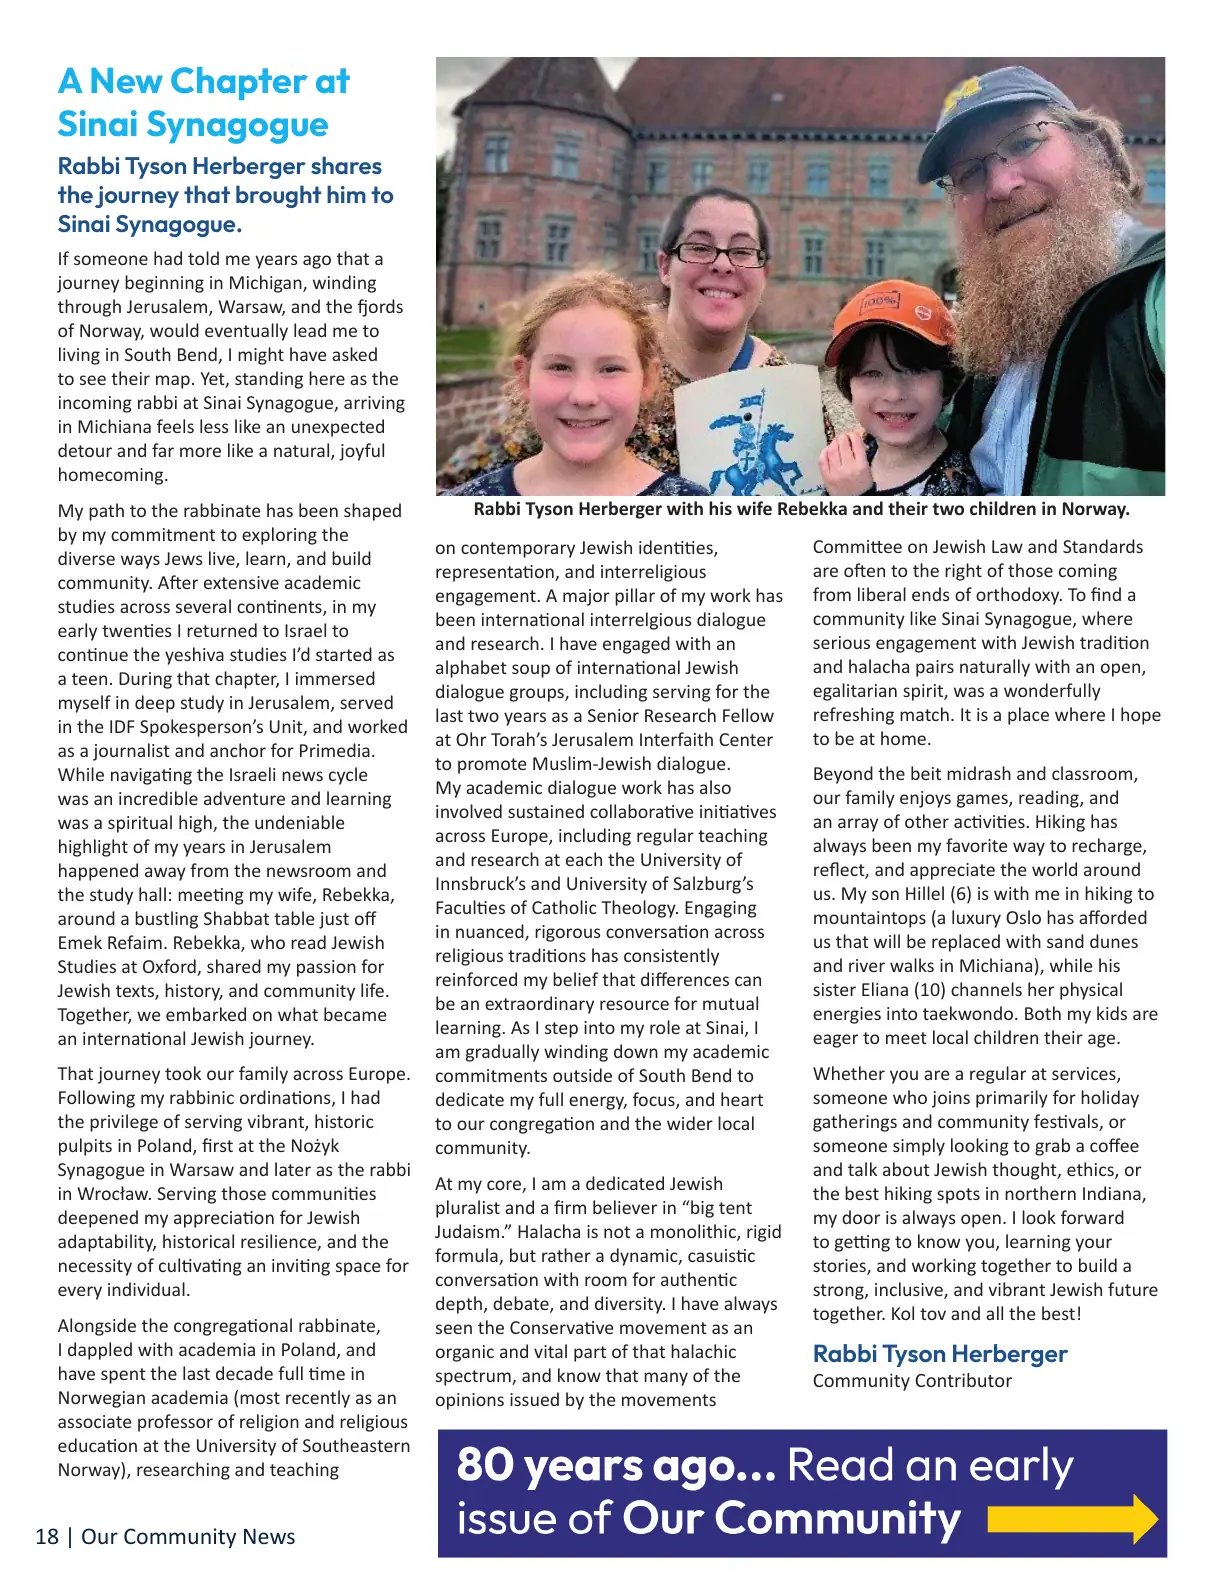 A New Chapter at
Sinai Synagogue
Rabbi Tyson Herberger shares
the journey that brought him to
Sinai Synagogue.
If someone had told me years ago that a
journey beginning in Michigan, winding
through Jerusalem, Warsaw, and the fjords
of Norway, would eventually lead me to
living in South Bend, I might have asked
to see their map. Yet, standing here as the
incoming rabbi at Sinai Synagogue, arriving
in Michiana feels less like an unexpected
detour and far more like a natural, joyful
homecoming.
My path to the rabbinate has been shaped
by my commitment to exploring the
diverse ways Jews live, learn, and build
community. After extensive academic
studies across several continents, in my
early twenties I returned to Israel to
continue the yeshiva studies I’d started as
a teen. During that chapter, I immersed
myself in deep study in Jerusalem, served
in the IDF Spokesperson’s Unit, and worked
as a journalist and anchor for Primedia.
While navigating the Israeli news cycle
was an incredible adventure and learning
was a spiritual high, the undeniable
highlight of my years in Jerusalem
happened away from the newsroom and
the study hall: meeting my wife, Rebekka,
around a bustling Shabbat table just off
Emek Refaim. Rebekka, who read Jewish
Studies at Oxford, shared my passion for
Jewish texts, history, and community life.
Together, we embarked on what became
an international Jewish journey.
That journey took our family across Europe.
Following my rabbinic ordinations, I had
the privilege of serving vibrant, historic
pulpits in Poland, first at the Nożyk
Synagogue in Warsaw and later as the rabbi
in Wrocław. Serving those communities
deepened my appreciation for Jewish
adaptability, historical resilience, and the
necessity of cultivating an inviting space for
every individual.
Alongside the congregational rabbinate,
I dappled with academia in Poland, and
have spent the last decade full time in
Norwegian academia (most recently as an
associate professor of religion and religious
education at the University of Southeastern
Norway), researching and teaching
100%
Rabbi Tyson Herberger with his wife Rebekka and their two children in Norway.
on contemporary Jewish identities,
representation, and interreligious
engagement. A major pillar of my work has
been international interrelgious dialogue
and research. I have engaged with an
alphabet soup of international Jewish
dialogue groups, including serving for the
last two years as a Senior Research Fellow
at Ohr Torah’s Jerusalem Interfaith Center
to promote Muslim-Jewish dialogue.
My academic dialogue work has also
involved sustained collaborative initiatives
across Europe, including regular teaching
and research at each the University of
Innsbruck’s and University of Salzburg’s
Faculties of Catholic Theology. Engaging
in nuanced, rigorous conversation across
religious traditions has consistently
reinforced my belief that differences can
be an extraordinary resource for mutual
learning. As I step into my role at Sinai, I
am gradually winding down my academic
commitments outside of South Bend to
dedicate my full energy, focus, and heart
to our congregation and the wider local
community.
At my core, I am a dedicated Jewish
pluralist and a firm believer in “big tent
Judaism.” Halacha is not a monolithic, rigid
formula, but rather a dynamic, casuistic
conversation with room for authentic
depth, debate, and diversity. I have always
seen the Conservative movement as an
organic and vital part of that halachic
spectrum, and know that many of the
opinions issued by the movements
Committee on Jewish Law and Standards
are often to the right of those coming
from liberal ends of orthodoxy. To find a
community like Sinai Synagogue, where
serious engagement with Jewish tradition
and halacha pairs naturally with an open,
egalitarian spirit, was a wonderfully
refreshing match. It is a place where I hope
to be at home.
Beyond the beit midrash and classroom,
our family enjoys games, reading, and
an array of other activities. Hiking has
always been my favorite way to recharge,
reflect, and appreciate the world around
us. My son Hillel (6) is with me in hiking to
mountaintops (a luxury Oslo has afforded
us that will be replaced with sand dunes
and river walks in Michiana), while his
sister Eliana (10) channels her physical
energies into taekwondo. Both my kids are
eager to meet local children their age.
Whether you are a regular at services,
someone who joins primarily for holiday
gatherings and community festivals, or
someone simply looking to grab a coffee
and talk about Jewish thought, ethics, or
the best hiking spots in northern Indiana,
my door is always open. I look forward
to getting to know you, learning your
stories, and working together to build a
strong, inclusive, and vibrant Jewish future
together. Kol tov and all the best!
Rabbi Tyson Herberger
Community Contributor
80 years ago... Read an early
issue of Our Community
18 | Our Community News